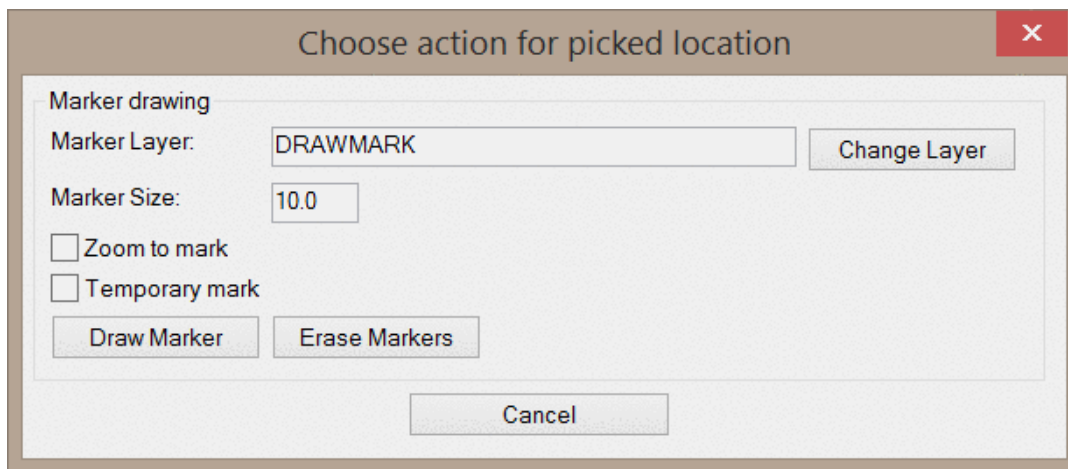 Choose action for picked location
Marker drawing
Marker Layer: DRAWMARK Change Layer
Marker Size: 10.0
Zoom to mark
Temporary mark
Draw Marker Erase Markers
Cancel